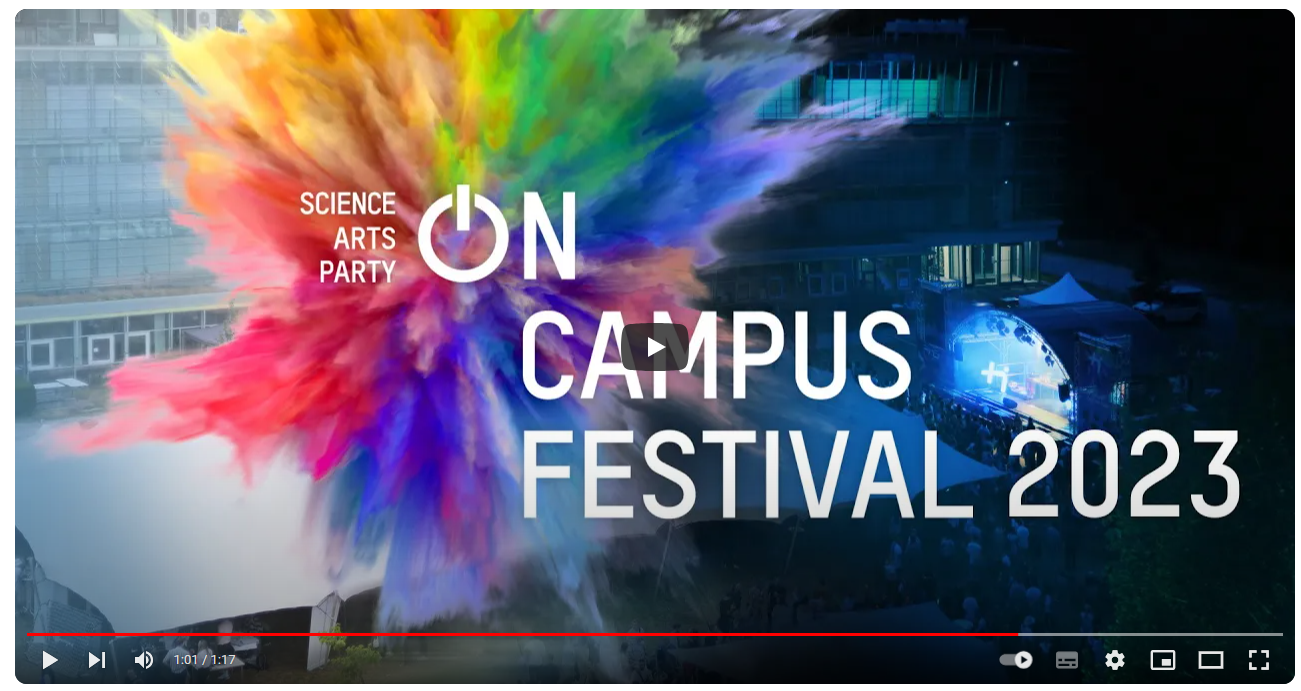 SCIENCE
ARTS
PARTY
ON
CAMPUS
FESTIVAL 2023
1:01 / 1:17